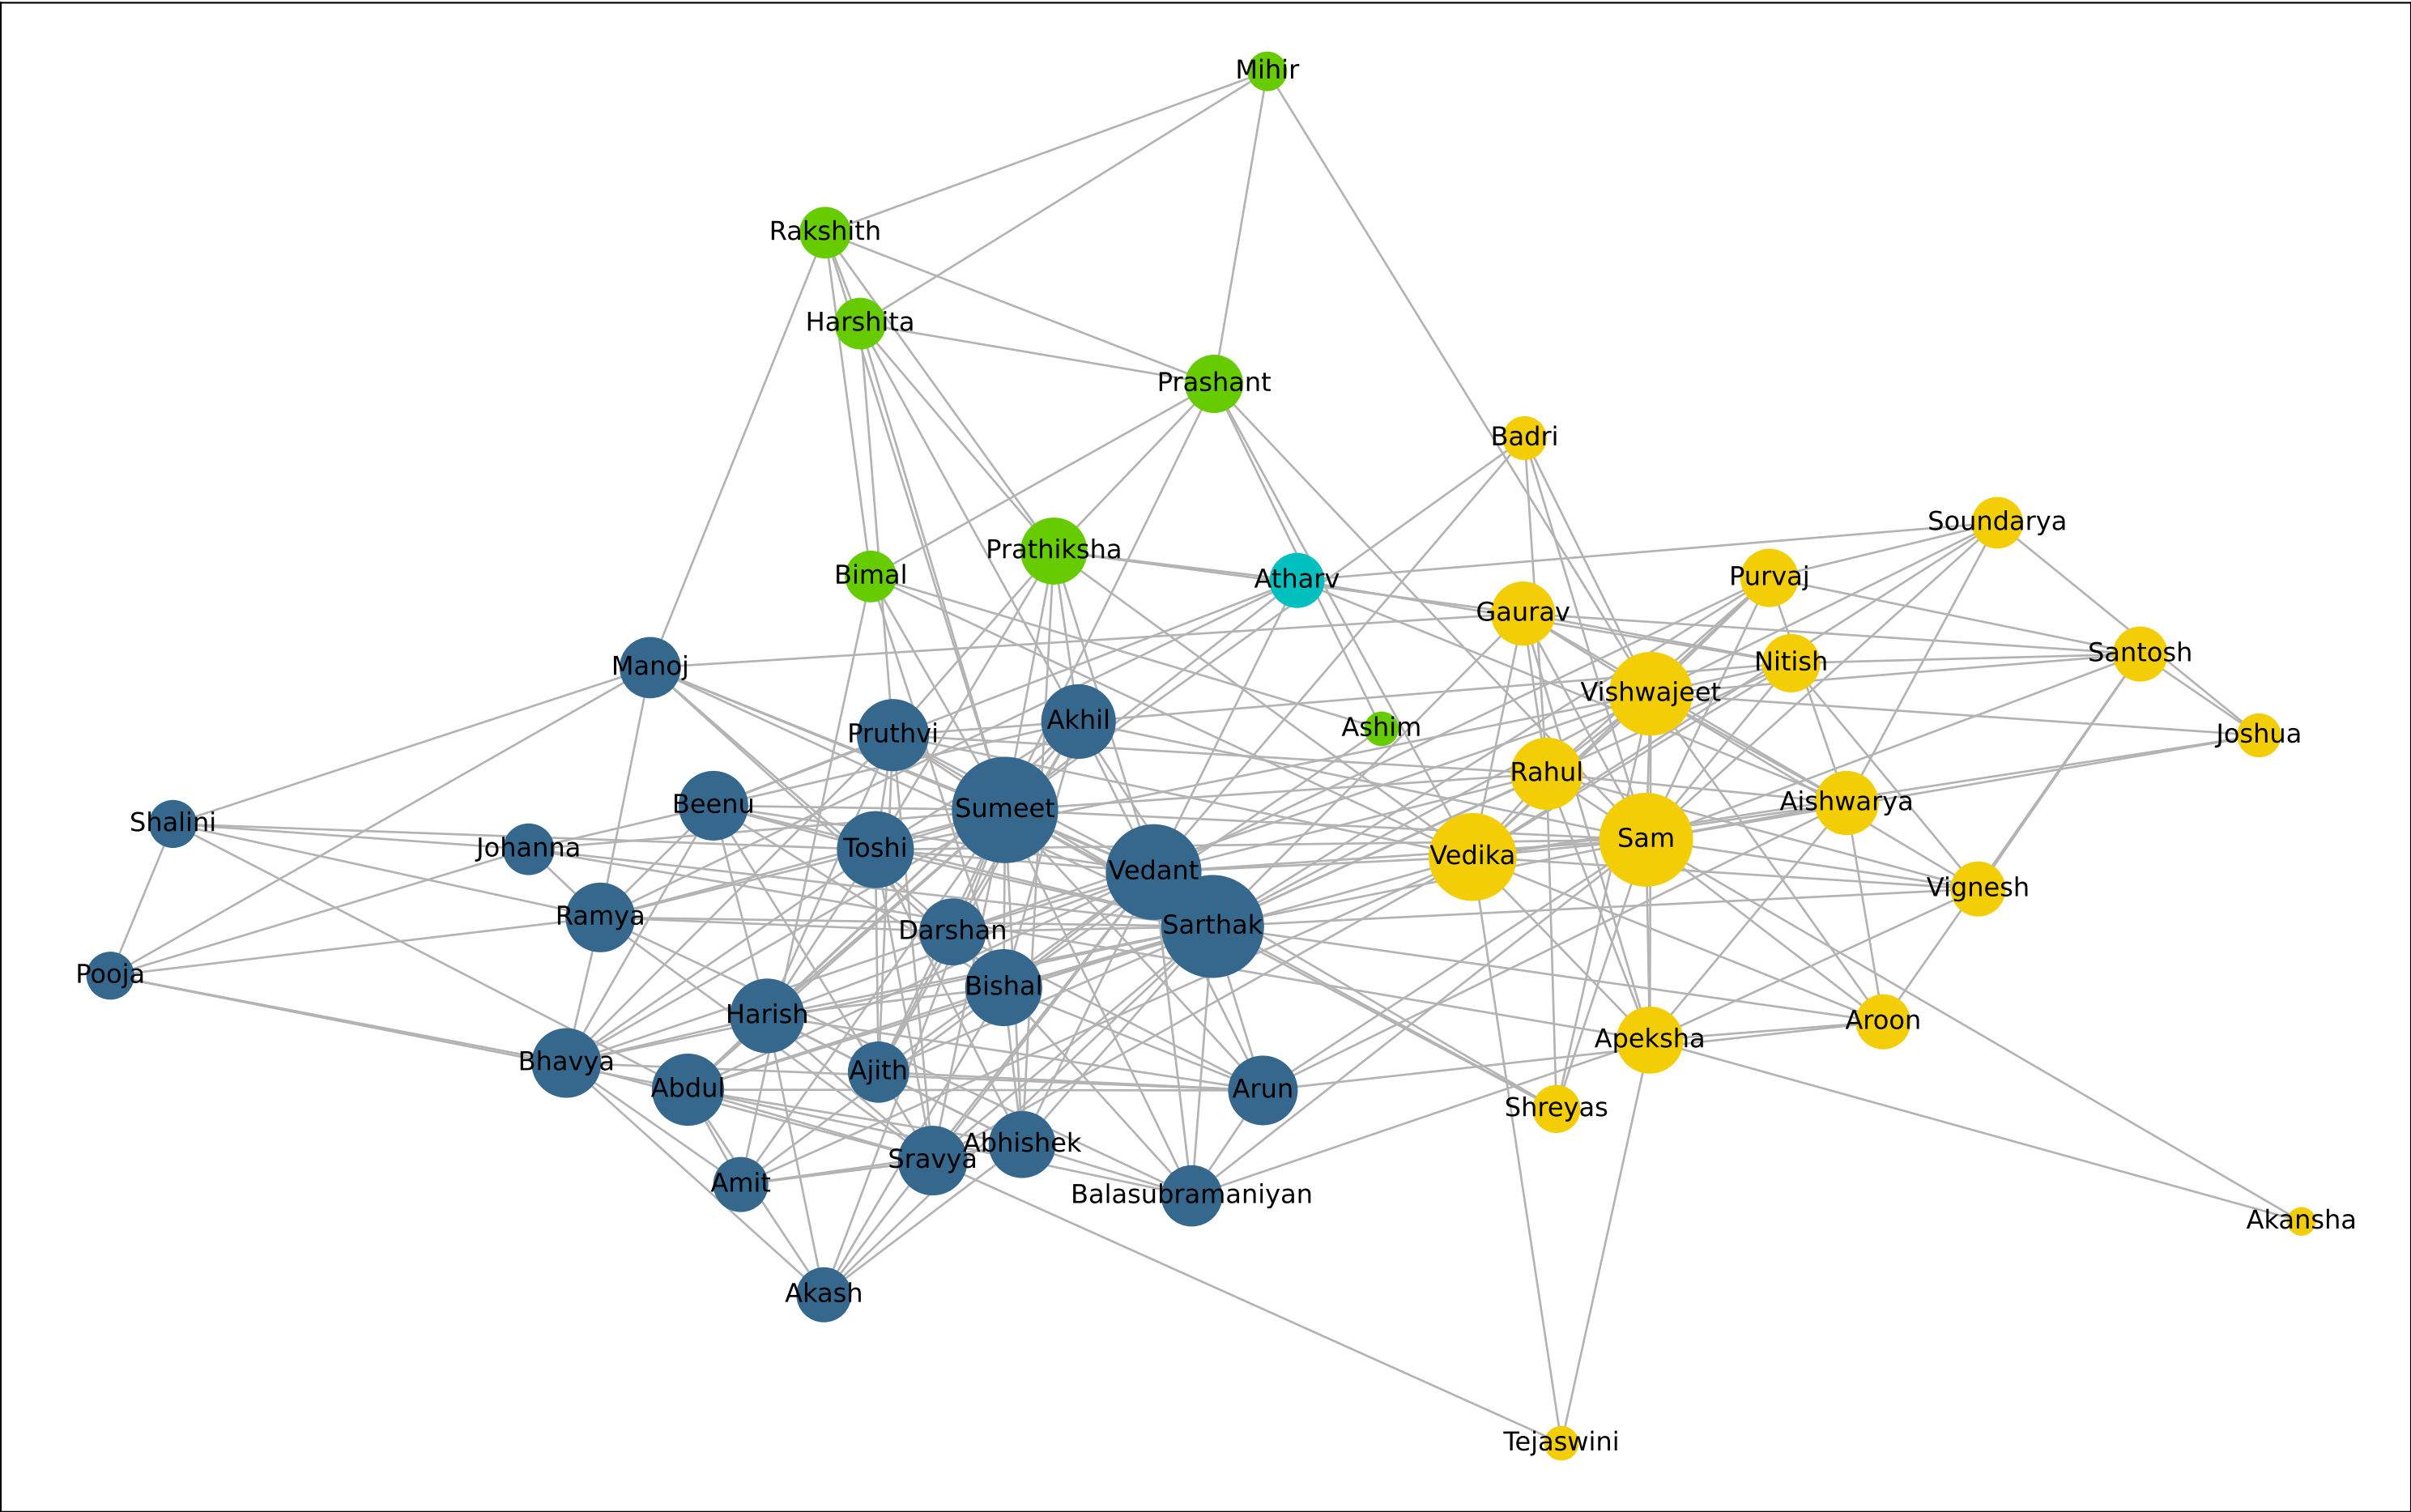 Mihir
Rakshith
Harshita
Prashant
Badri
Soundarya
Prathiksha
Bimal
Atharv
Purvaj
Gaurav
Manoj
Nitish
Santosh
Vishwajeet
Akhil
Pruthvi
Ashim
Joshua
Rahul
Beenu
Sumeet
Aishwarya
Shalini
Johanna
Toshi
Sam
Vedika
Vedant
Vignesh
Ramya
Sarthak
Darshan
Pooja
Bishal
Harish
Aroon
Apeksha
Bhavya
Ajith
Abdul
Arun
Shreyas
Abhishek
Sravya
Amit
Balasubramaniyan
Akansha
Akash
Tejaswini